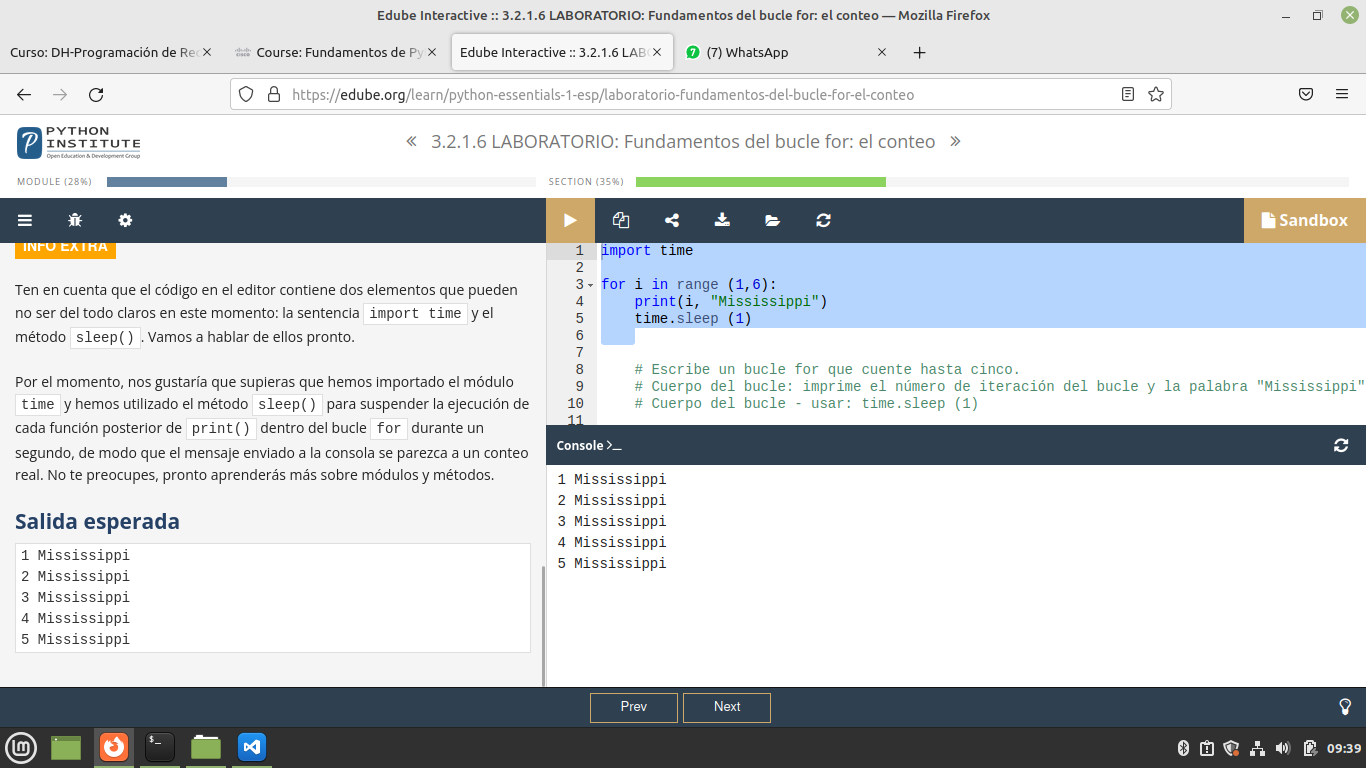 Edube Interactive :: 3.2.1.6 LABORATORIO: Fundamentos del bucle for: el conteo — Mozilla Firefox
Curso: DH-Programación de Re
Course: Fundamentos de Py
Edube Interactive :: 3.2.1.6 LAB
7 (7) WhatsApp
https://edube.org/learn/python-essentials-1-esp/laboratorio-fundamentos-del-bucle-for-el-conteo
PYTHON
INSTITUTE
Open Education & Development Group
« 3.2.1.6 LABORATORIO: Fundamentos del bucle for: el conteo »
MODULE (28%)
SECTION (35%)
Sandbox
INFO EXTRA
Ten en cuenta que el código en el editor contiene dos elementos que pueden
no ser del todo claros en este momento: la sentencia import time y el
método sleep(). Vamos a hablar de ellos pronto.
Por el momento, nos gustaría que supieras que hemos importado el módulo
time y hemos utilizado el método sleep() para suspender la ejecución de
cada función posterior de print() dentro del bucle for durante un
segundo, de modo que el mensaje enviado a la consola se parezca a un conteo
real. No te preocupes, pronto aprenderás más sobre módulos y métodos.
Salida esperada
1 Mississippi
2 Mississippi
3 Mississippi
4 Mississippi
5 Mississippi
1 import time
2
3 for i in range (1,6):
4 print(i, "Mississippi")
5 time.sleep (1)
6
7
8 # Escribe un bucle for que cuente hasta cinco.
9 # Cuerpo del bucle: imprime el número de iteración del bucle y la palabra "Mississippi"
10 # Cuerpo del bucle - usar: time.sleep (1)
11
Console >_
1 Mississippi
2 Mississippi
3 Mississippi
4 Mississippi
5 Mississippi
Prev
Next
09:39